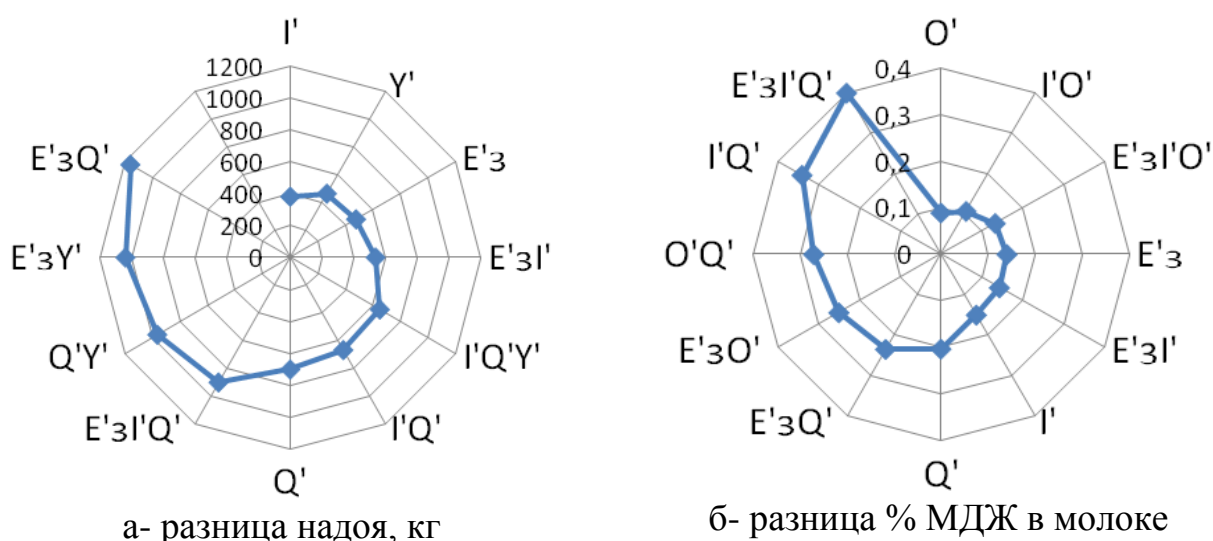 I'
Y'
E'з
E'зI'
I'Q'Y'
I'Q'
Q'
E'зI'Q'
Q'Y'
E'зY'
E'зQ'
1200
1000
800
600
400
200
0
а- разница надоя, кг
O'
I'O'
E'зI'O'
E'з
E'зI'
I'
Q'
E'зQ'
E'зO'
O'Q'
I'Q'
E'зI'Q'
0,4
0,3
0,2
0,1
0
б- разница % МДЖ в молоке